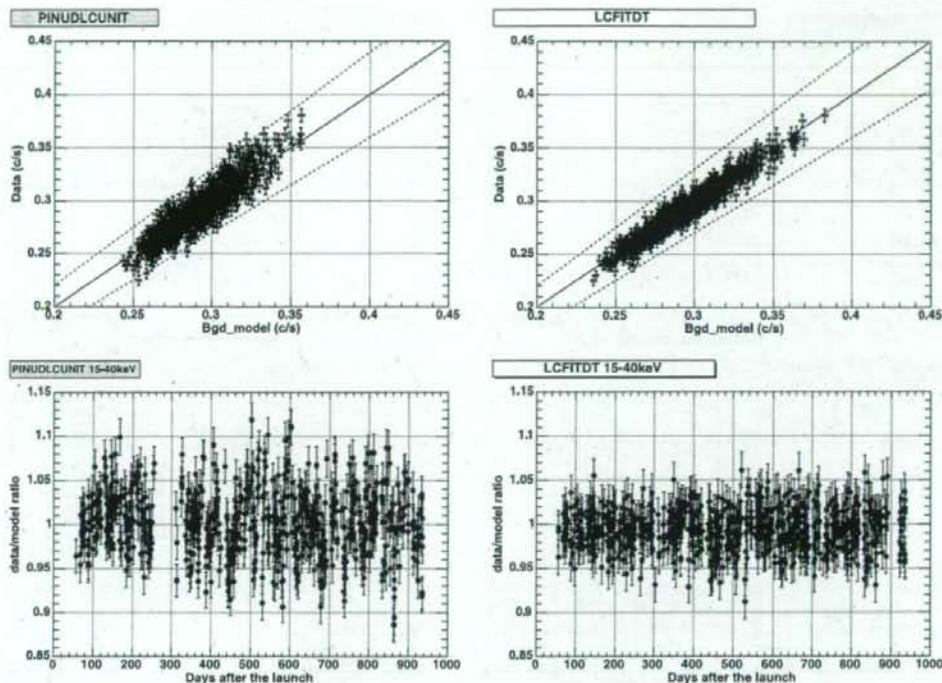 PINUDLCUNIT
0.45
0.4
0.35
0.3
0.25
0.2
Data (c/s)
0.2 0.25 0.3 0.35 0.4 0.45
Bgd_model (c/s)
LCFITDT
0.45
0.4
0.35
0.3
0.25
0.2
Data (c/s)
0.2 0.25 0.3 0.35 0.4 0.45
Bgd_model (c/s)
PINUDLCUNIT 15-40keV
1.15
1.1
1.05
1
0.95
0.9
0.85
data/model ratio
0 100 200 300 400 500 600 700 800 900 1000
Days after the launch
LCFITDT 15-40keV
1.15
1.1
1.05
1
0.95
0.9
0.85
data/model ratio
0 100 200 300 400 500 600 700 800 900 1000
Days after the launch